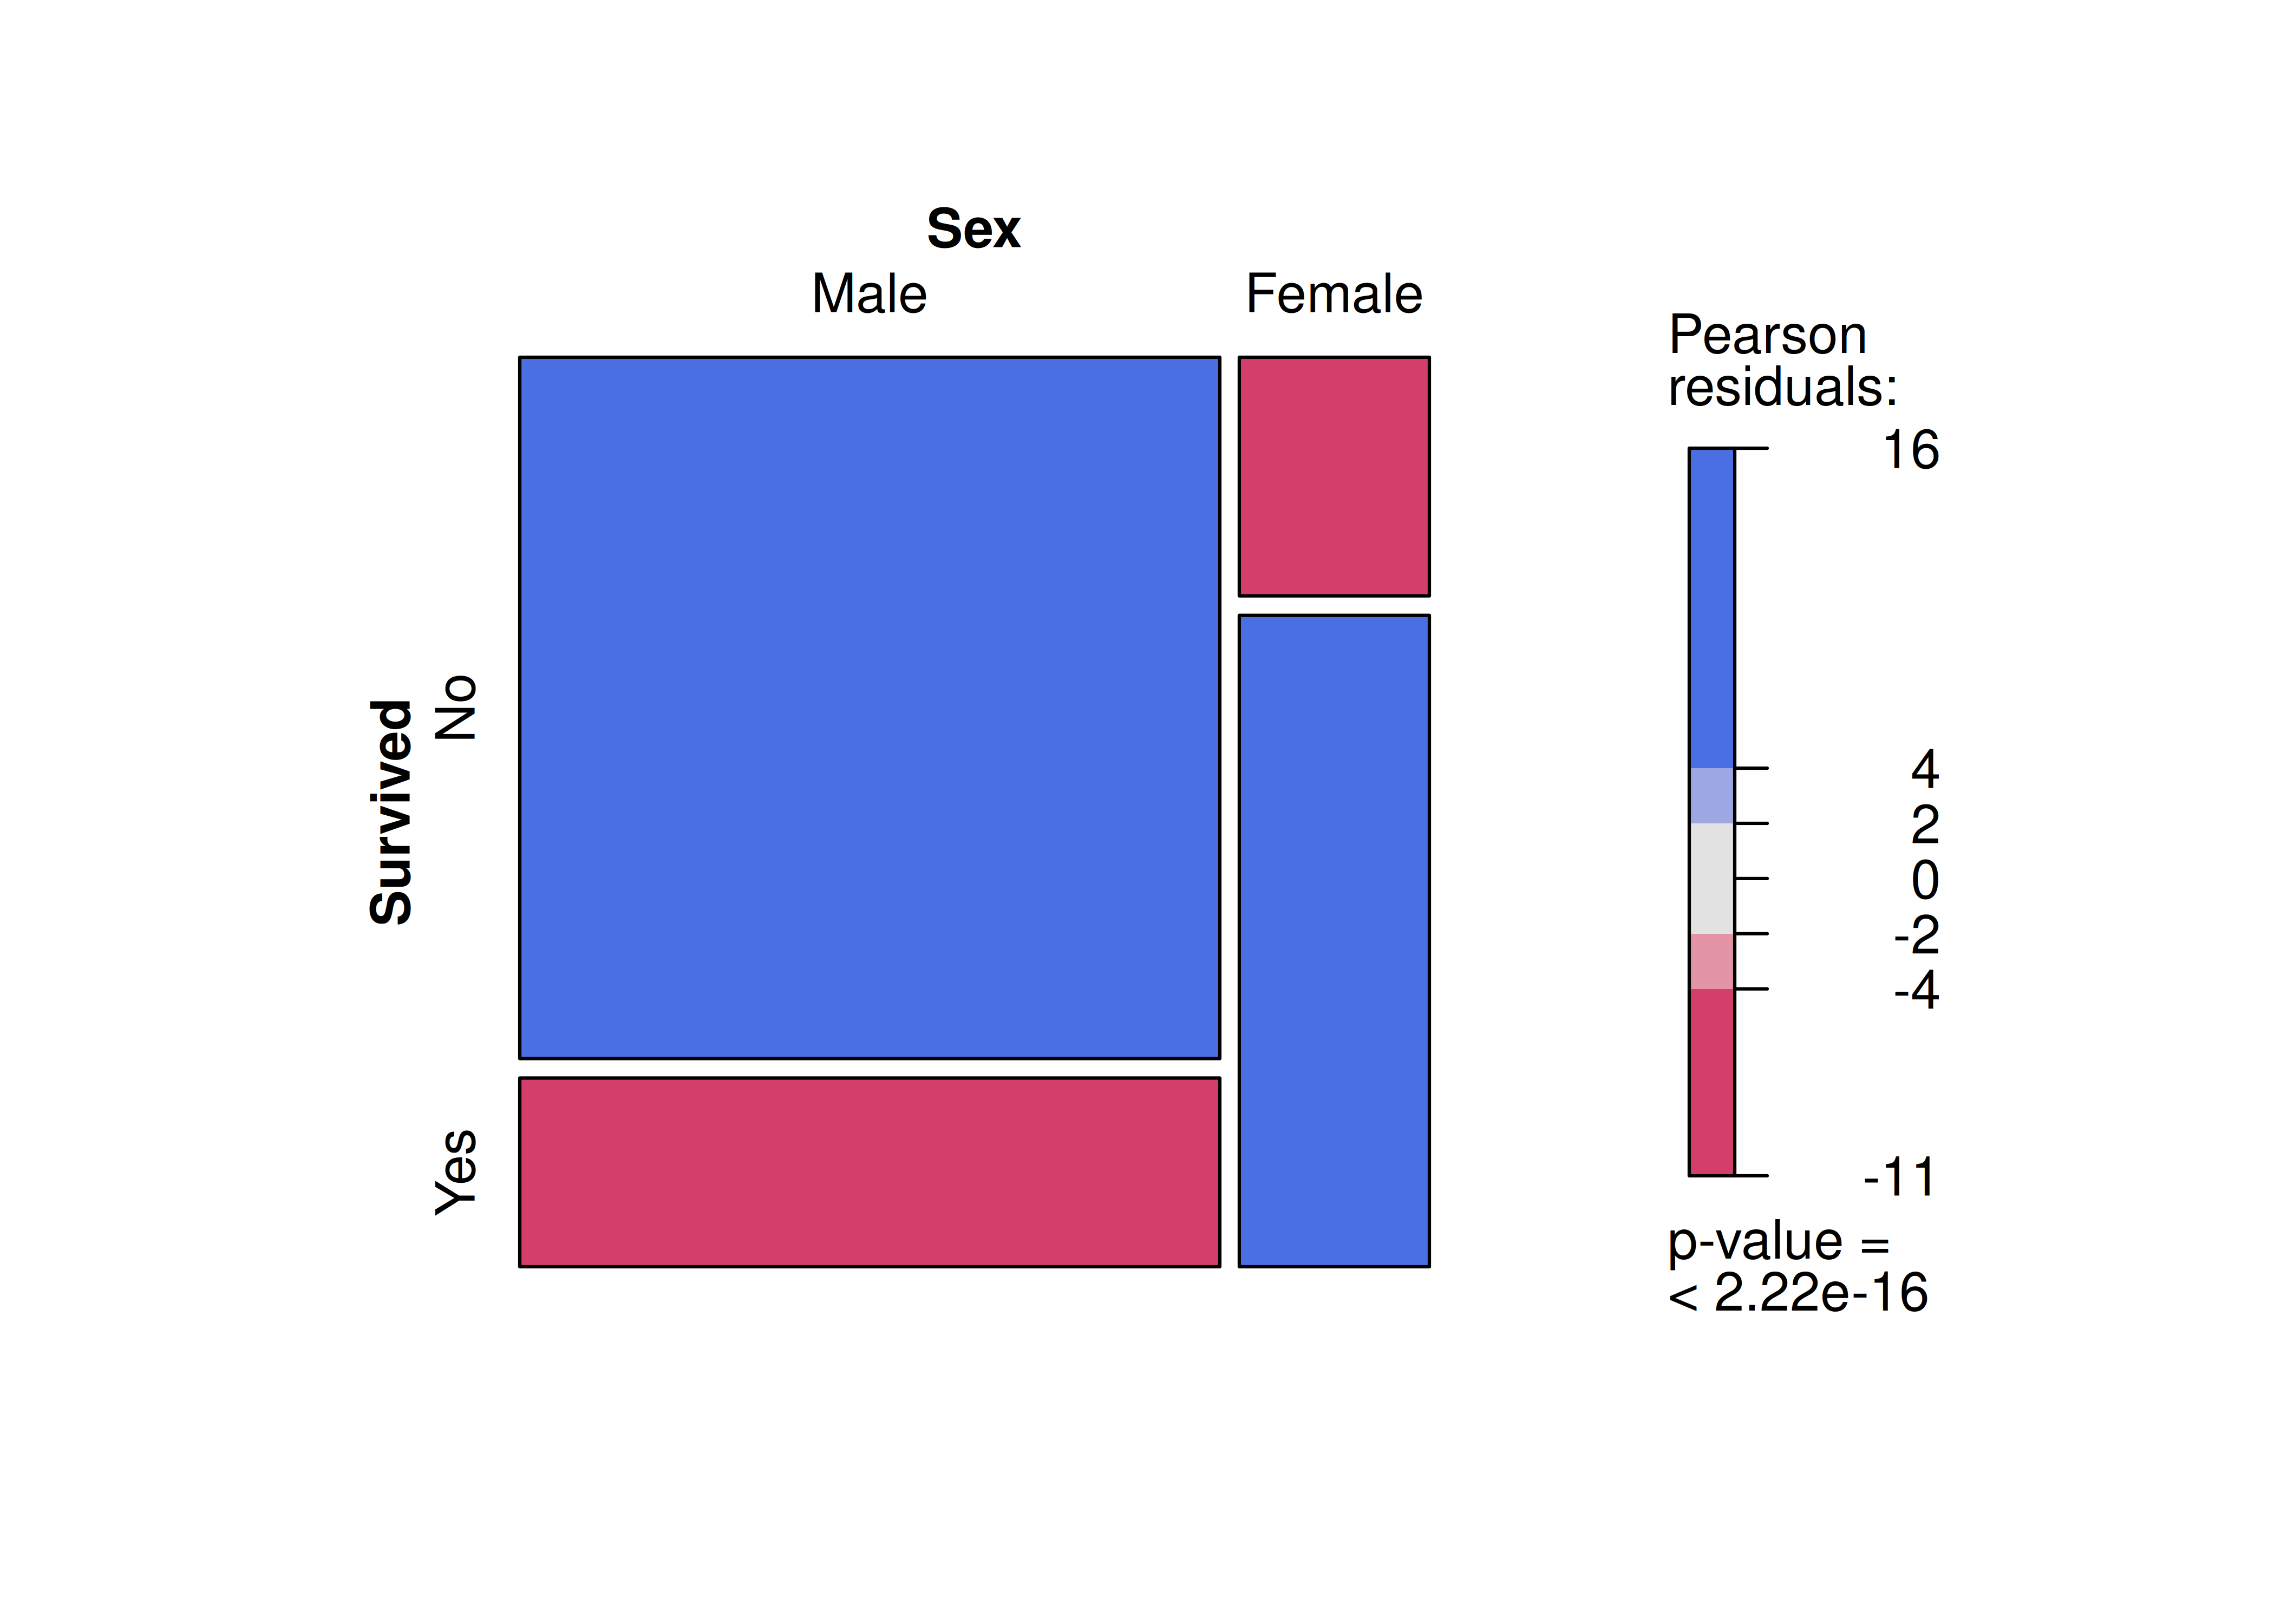 Sex
Male Female
Survived
No
Yes
Pearson
residuals:
16
4
2
0
-2
-4
-11
p-value =
< 2.22e-16